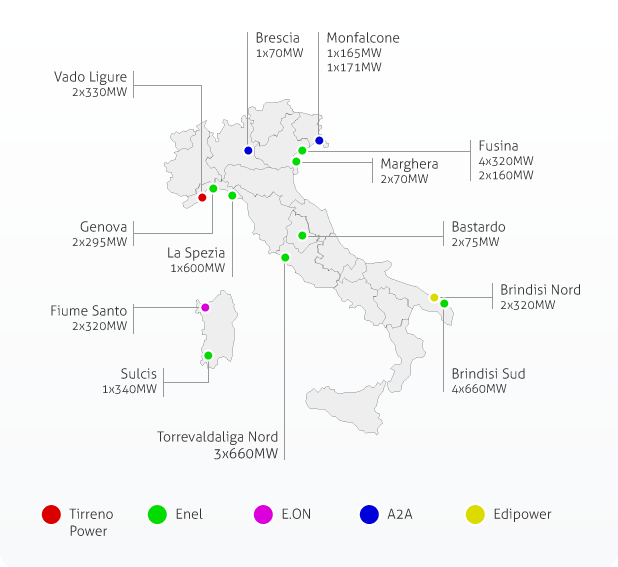 Brescia
1x70MW
Monfalcone
1x165MW
1x171MW
Vado Ligure
2x330MW
Fusina
4x320MW
2x160MW
Marghera
2x70MW
Genova
2x295MW
La Spezia
1x600MW
Bastardo
2x75MW
Brindisi Nord
2x320MW
Fiume Santo
2x320MW
Sulcis
1x340MW
Brindisi Sud
4x660MW
Torrevaldaliga Nord
3x660MW
Tirreno
Power
Enel
E.ON
A2A
Edipower